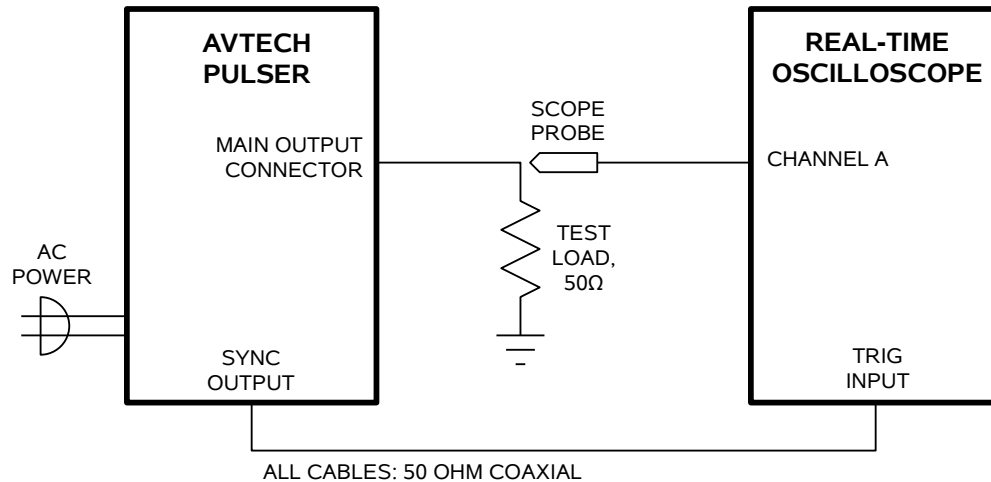 AVTECH
PULSER
REAL-TIME
OSCILLOSCOPE
SCOPE
PROBE
MAIN OUTPUT
CONNECTOR
CHANNEL A
TEST
LOAD,
50Ω
AC
POWER
SYNC
OUTPUT
TRIG
INPUT
ALL CABLES: 50 OHM COAXIAL